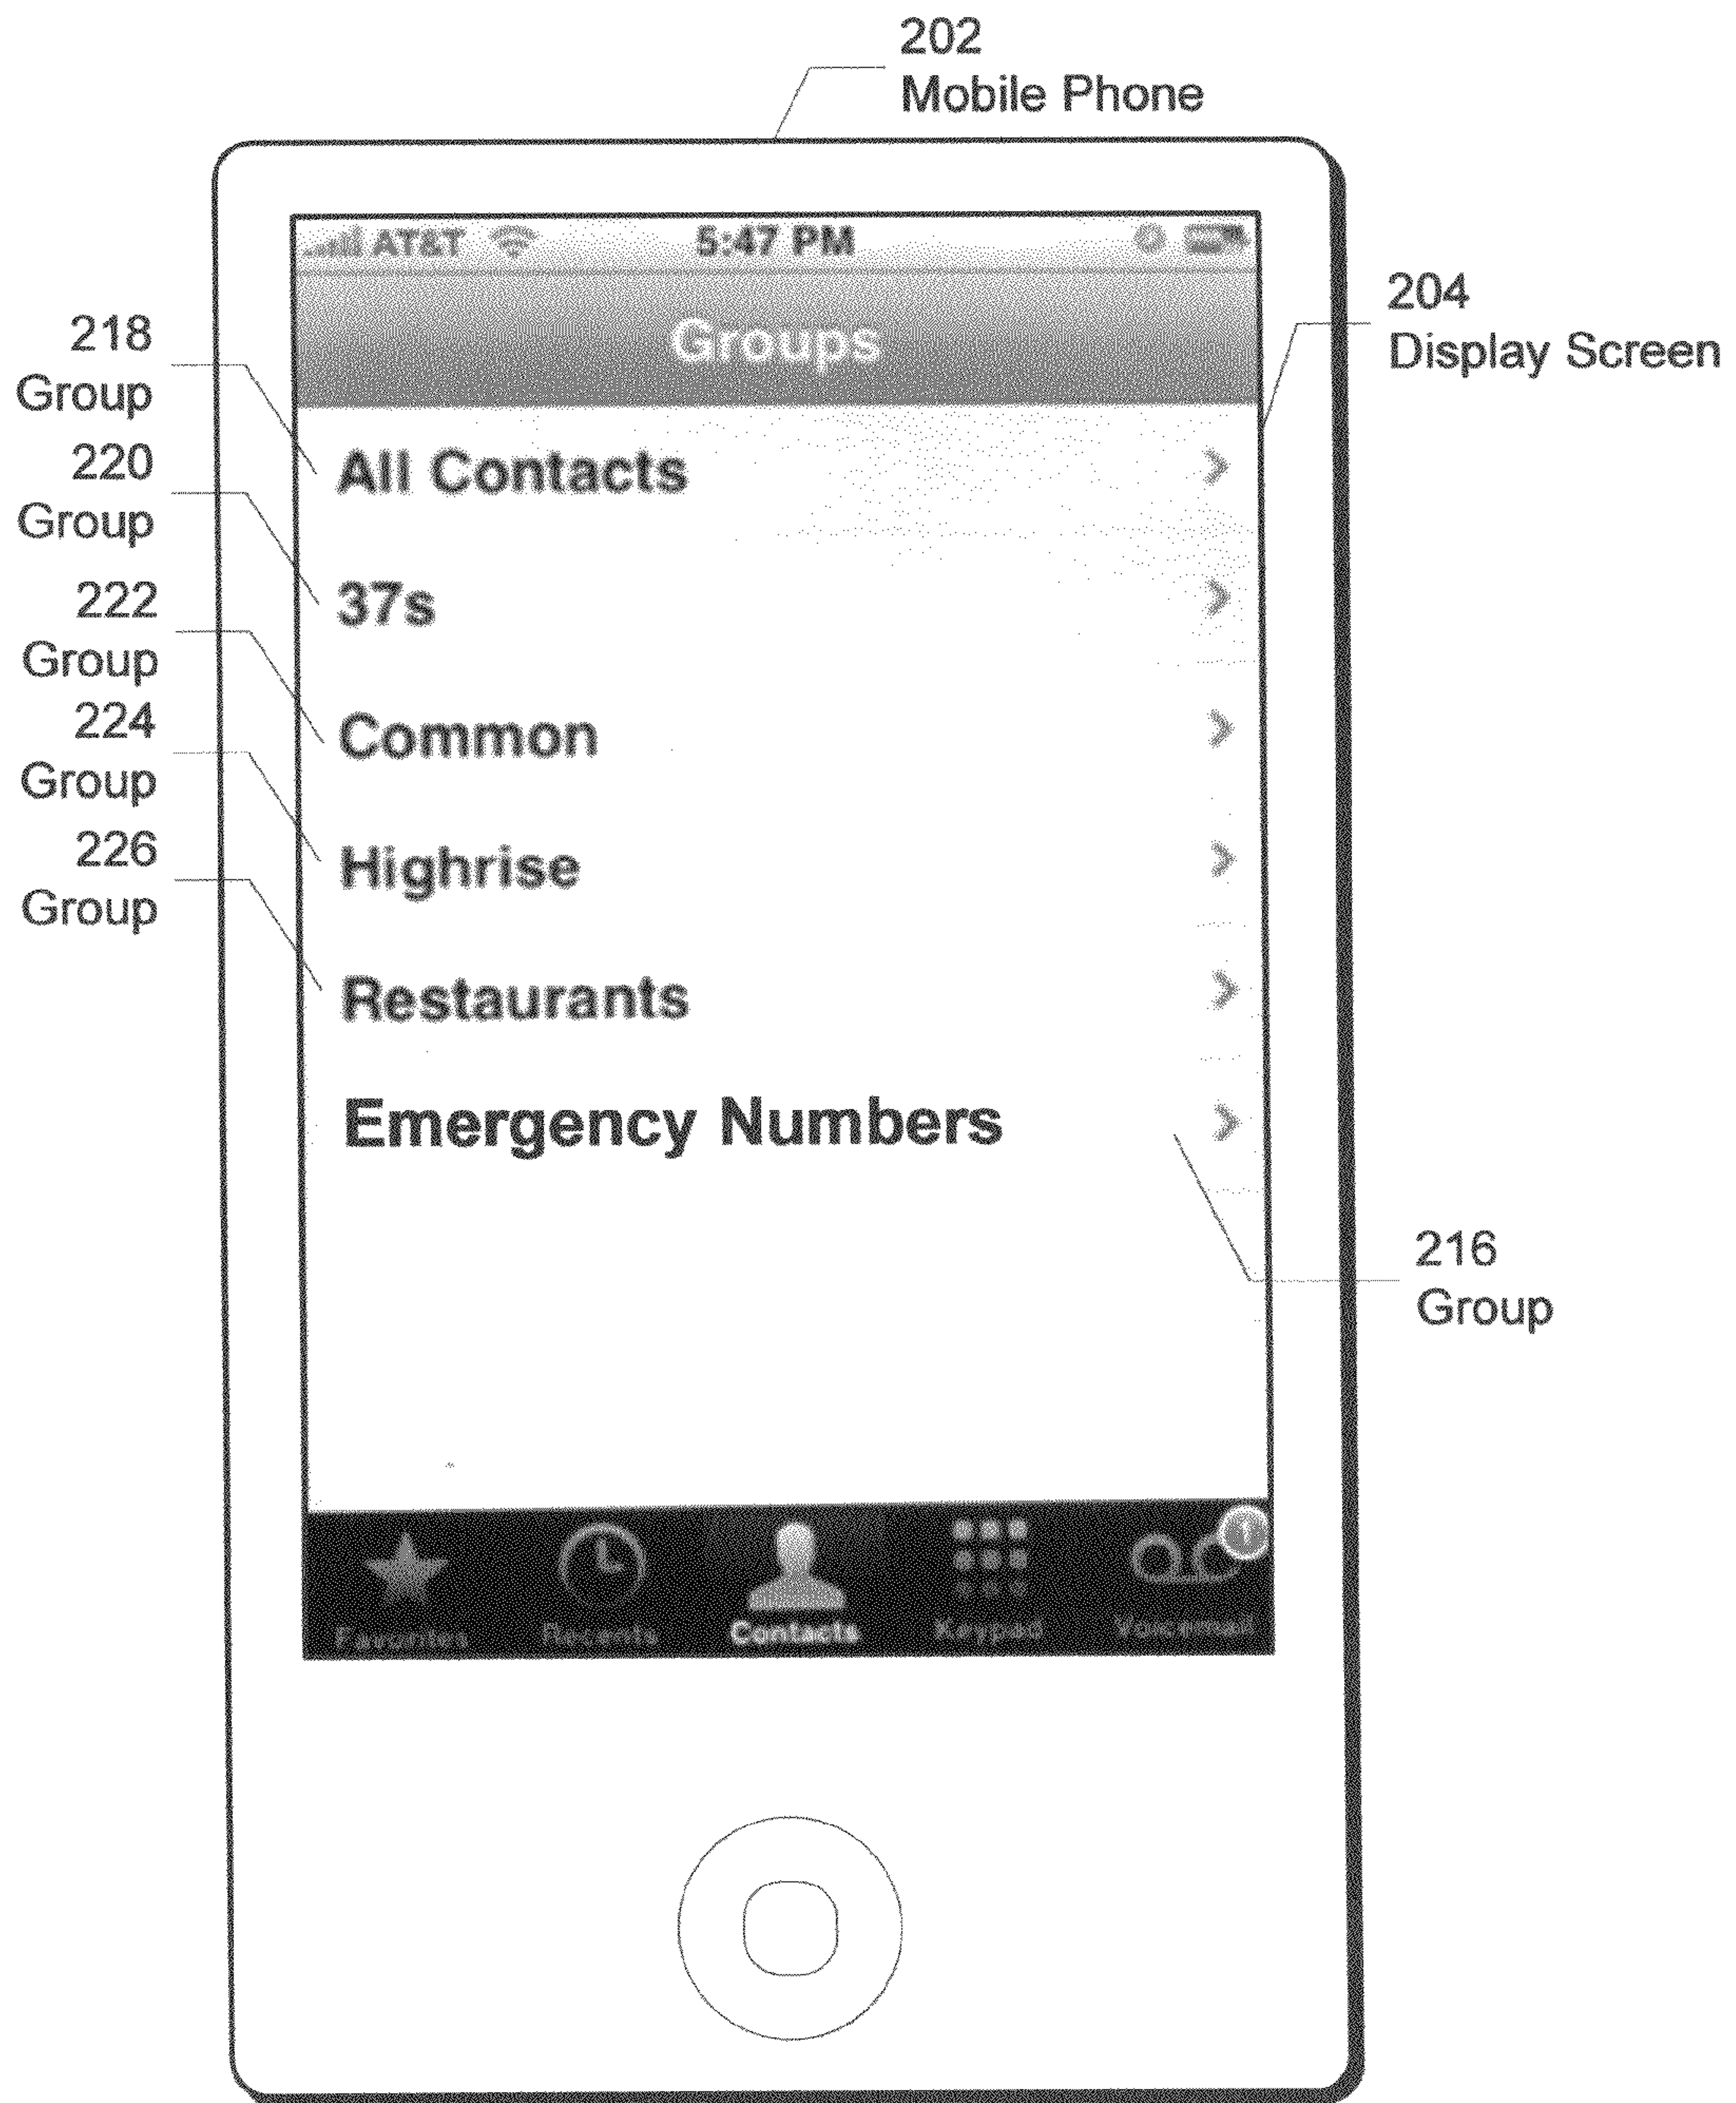 202
Mobile Phone
AT&T 5:47 PM
204
Display Screen
Groups
218
Group
All Contacts
220
Group
37s
222
Group
Common
224
Group
Highrise
226
Group
Restaurants
Emergency Numbers
216
Group
1
Favorites Recents Contacts Keypad Voicemail